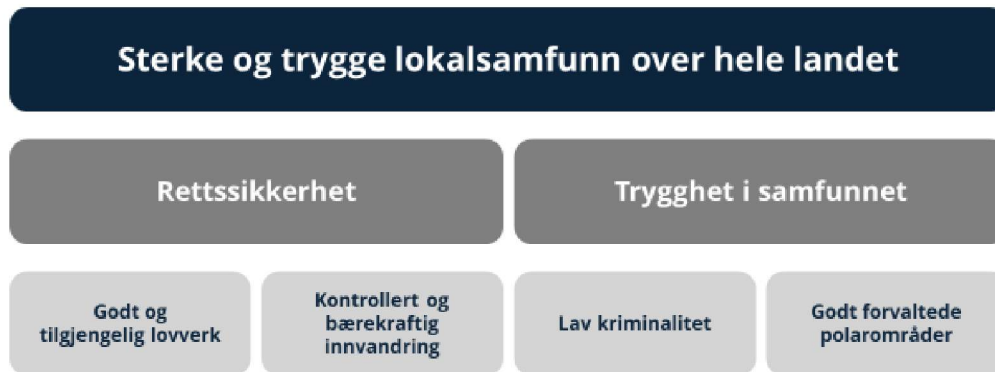 Sterke og trygge lokalsamfunn over hele landet
Rettssikkerhet
Trygghet i samfunnet
Godt og
tilgjengelig lovverk
Kontrollert og
bærekraftig
innvandring
Lav kriminalitet
Godt forvaltede
polarområder